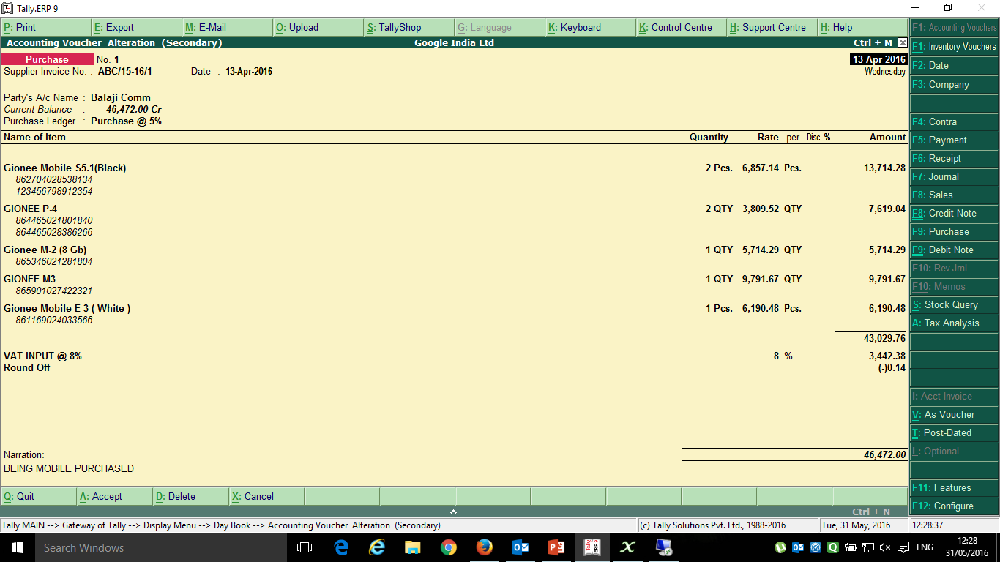 Tally.ERP 9
P: Print E: Export M: E-Mail O: Upload S: TallyShop G: Language K: Keyboard K: Control Centre H: Support Centre H: Help
Accounting Voucher Alteration (Secondary) Google India Ltd Ctrl + M
Purchase No. 1 13-Apr-2016
Supplier Invoice No. : ABC/15-16/1 Date : 13-Apr-2016 Wednesday
Party's A/c Name : Balaji Comm
Current Balance : 46,472.00 Cr
Purchase Ledger : Purchase @ 5%
Name of Item Quantity Rate per Disc. % Amount
Gionee Mobile S5.1(Black) 2 Pcs. 6,857.14 Pcs. 13,714.28
862704028538134
123456798912354
GIONEE P-4 2 QTY 3,809.52 QTY 7,619.04
864465021801840
864465028386266
Gionee M-2 (8 Gb) 1 QTY 5,714.29 QTY 5,714.29
865346021281804
GIONEE M3 1 QTY 9,791.67 QTY 9,791.67
865901027422321
Gionee Mobile E-3 ( White ) 1 Pcs. 6,190.48 Pcs. 6,190.48
861169024033566
43,029.76
VAT INPUT @ 8% 8 % 3,442.38
Round Off (-)0.14
Narration: 46,472.00
BEING MOBILE PURCHASED
F1: Accounting Vouchers
F1: Inventory Vouchers
F2: Date
F3: Company
F4: Contra
F5: Payment
F6: Receipt
F7: Journal
F8: Sales
F8: Credit Note
F9: Purchase
F9: Debit Note
F10: Rev Jrnl
F10: Memos
S: Stock Query
A: Tax Analysis
I: Acct Invoice
V: As Voucher
T: Post-Dated
L: Optional
F11: Features
F12: Configure
Q: Quit A: Accept D: Delete X: Cancel
Ctrl + N
Tally MAIN --> Gateway of Tally --> Display Menu --> Day Book --> Accounting Voucher Alteration (Secondary) (c) Tally Solutions Pvt. Ltd., 1988-2016 Tue, 31 May, 2016 12:28:37
Search Windows ENG 12:28
31/05/2016